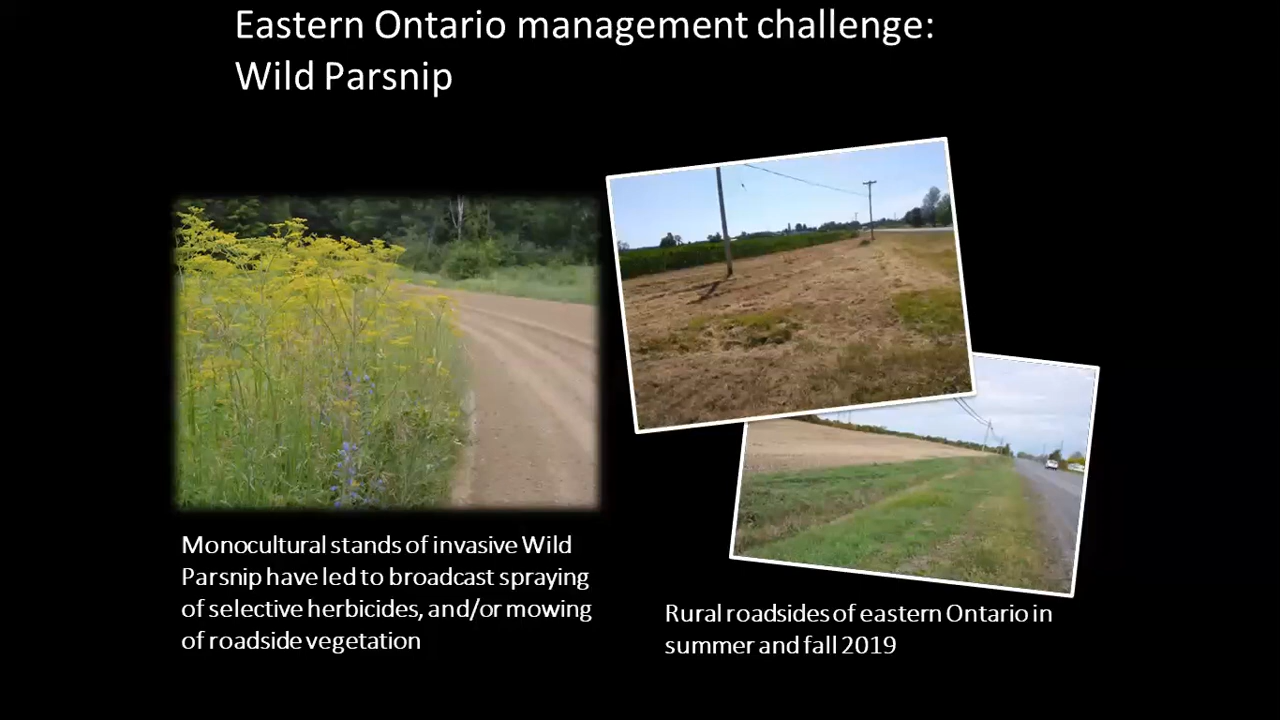 Eastern Ontario management challenge:
Wild Parsnip
Monocultural stands of invasive Wild
Parsnip have led to broadcast spraying
of selective herbicides, and/or mowing
of roadside vegetation
Rural roadsides of eastern Ontario in
summer and fall 2019